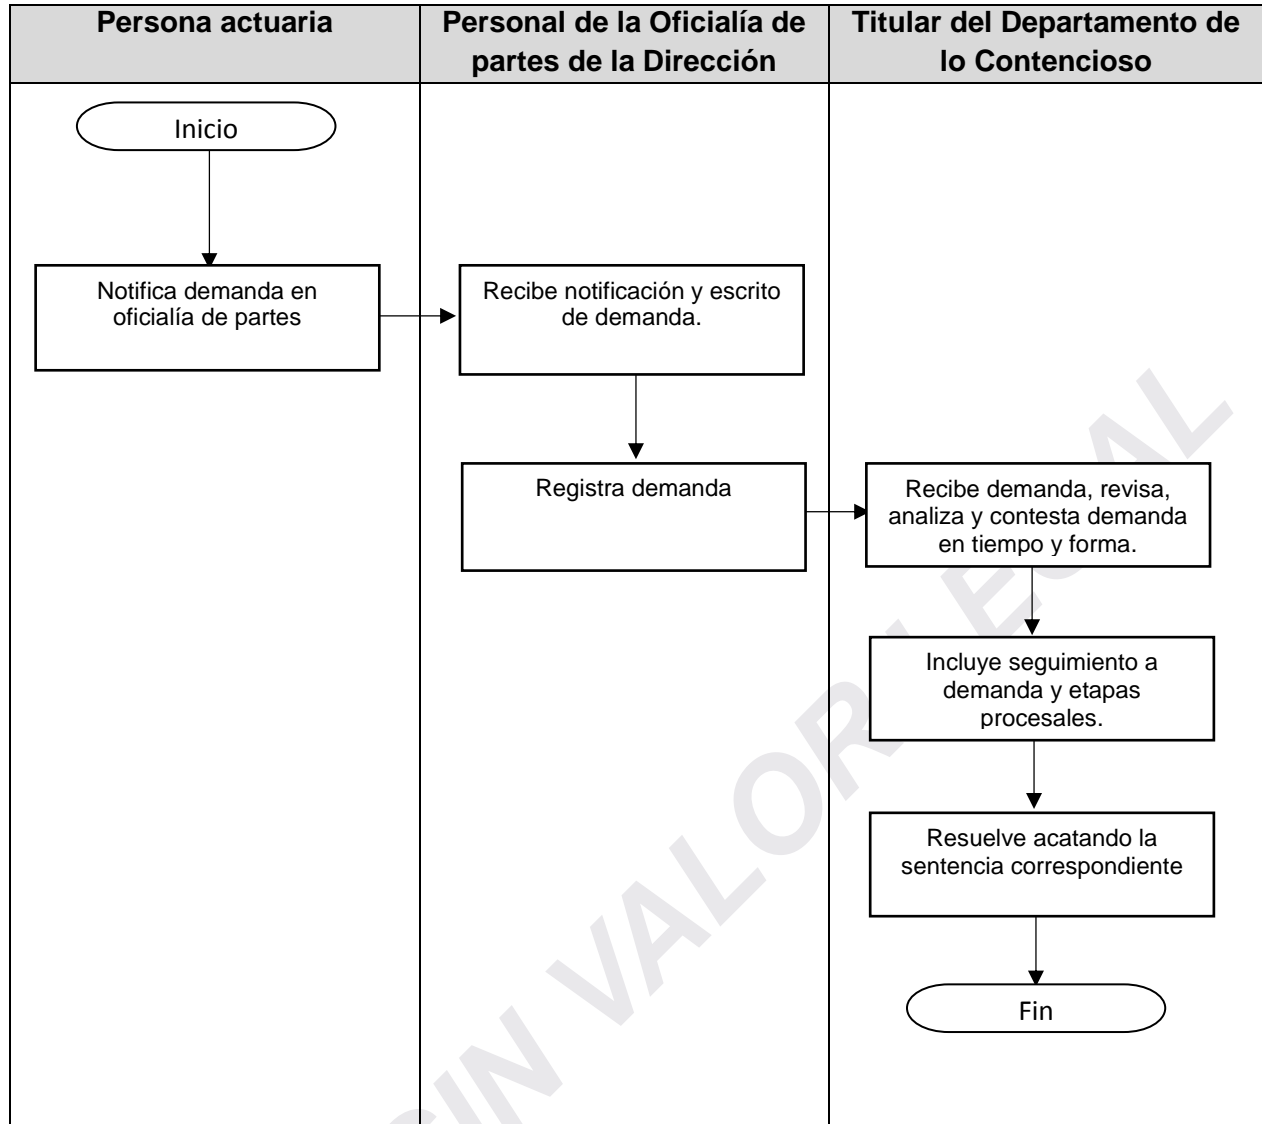 Persona actuaria
Personal de la Oficialía de
partes de la Dirección
Titular del Departamento de
lo Contencioso
Inicio
Notifica demanda en
oficialía de partes
Recibe notificación y escrito
de demanda.
Registra demanda
Recibe demanda, revisa,
analiza y contesta demanda
en tiempo y forma.
Incluye seguimiento a
demanda y etapas
procesales.
Resuelve acatando la
sentencia correspondiente
Fin
SIN VALOR LEGAL